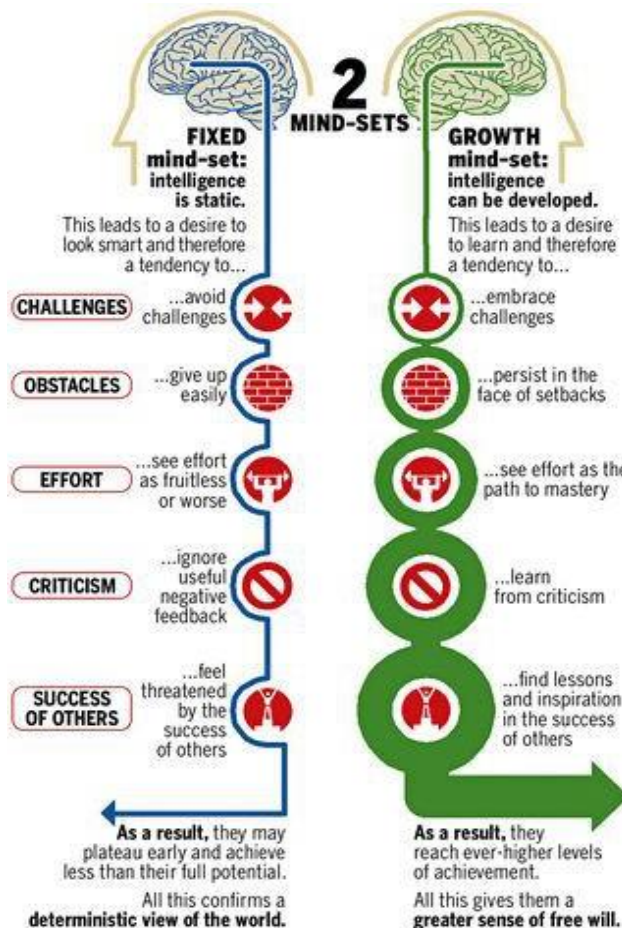 2
MIND-SETS
FIXED
mind-set:
intelligence
is static.
This leads to a desire to
look smart and therefore
a tendency to...
GROWTH
mind-set:
intelligence
can be developed.
This leads to a desire
to learn and therefore
a tendency to...
CHALLENGES
...avoid
challenges
...embrace
challenges
OBSTACLES
...give up
easily
...persist in the
face of setbacks
EFFORT
...see effort
as fruitless
or worse
...see effort as the
path to mastery
CRITICISM
...ignore
useful
negative
feedback
...learn
from criticism
SUCCESS
OF OTHERS
...feel
threatened
by the
success
of others
...find lessons
and inspiration
in the success
of others
As a result, they may
plateau early and achieve
less than their full potential.
All this confirms a
deterministic view of the world.
As a result, they
reach ever-higher levels
of achievement.
All this gives them a
greater sense of free will.